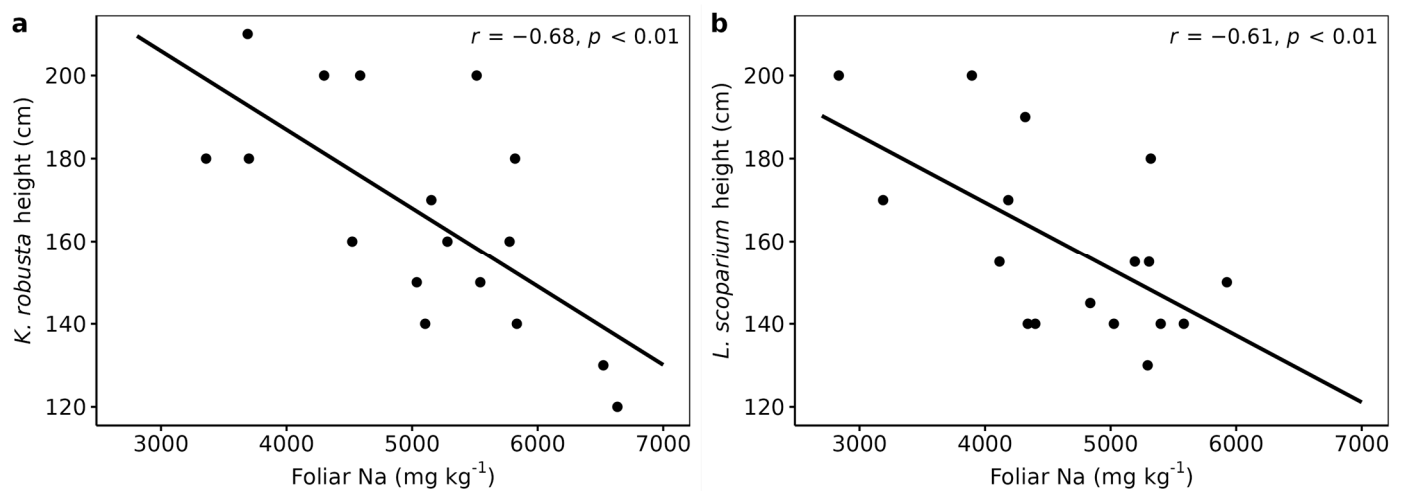 a
r = −0.68, p < 0.01
K. robusta height (cm)
200
180
160
140
120
3000 4000 5000 6000 7000
Foliar Na (mg kg⁻¹)
b
r = −0.61, p < 0.01
L. scoparium height (cm)
200
180
160
140
120
3000 4000 5000 6000 7000
Foliar Na (mg kg⁻¹)